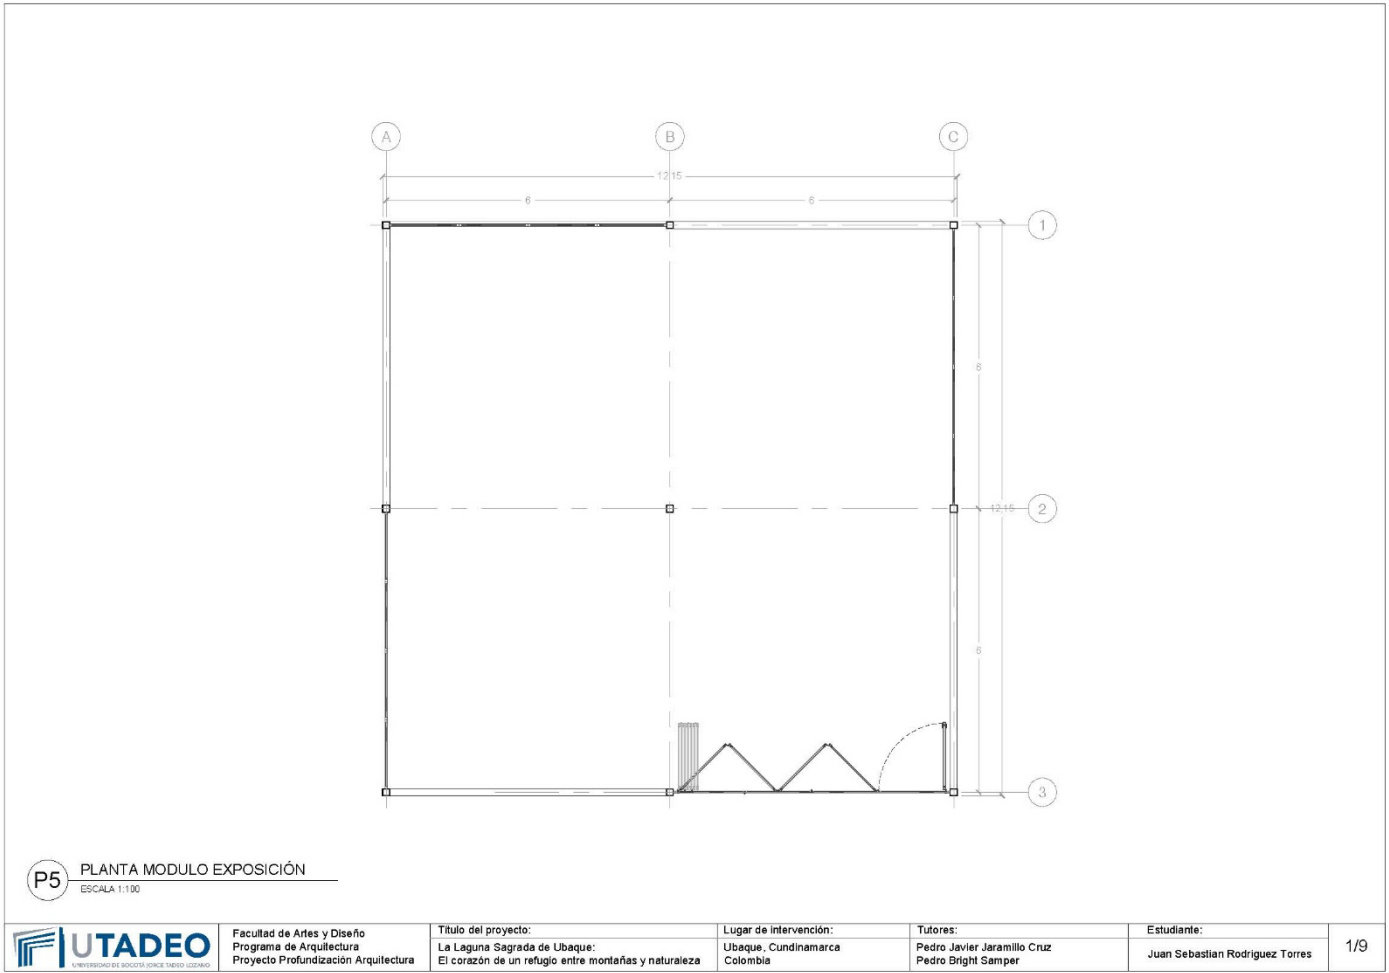 A B C
12,15
6 6
1
6
12,15 2
6
3
P5 PLANTA MODULO EXPOSICIÓN
ESCALA 1:100
UTADEO
UNIVERSIDAD DE BOGOTÁ JORGE TADEO LOZANO
Facultad de Artes y Diseño
Programa de Arquitectura
Proyecto Profundización Arquitectura
Título del proyecto:
La Laguna Sagrada de Ubaque:
El corazón de un refugio entre montañas y naturaleza
Lugar de intervención:
Ubaque, Cundinamarca
Colombia
Tutores:
Pedro Javier Jaramillo Cruz
Pedro Bright Samper
Estudiante:
Juan Sebastian Rodriguez Torres
1/9